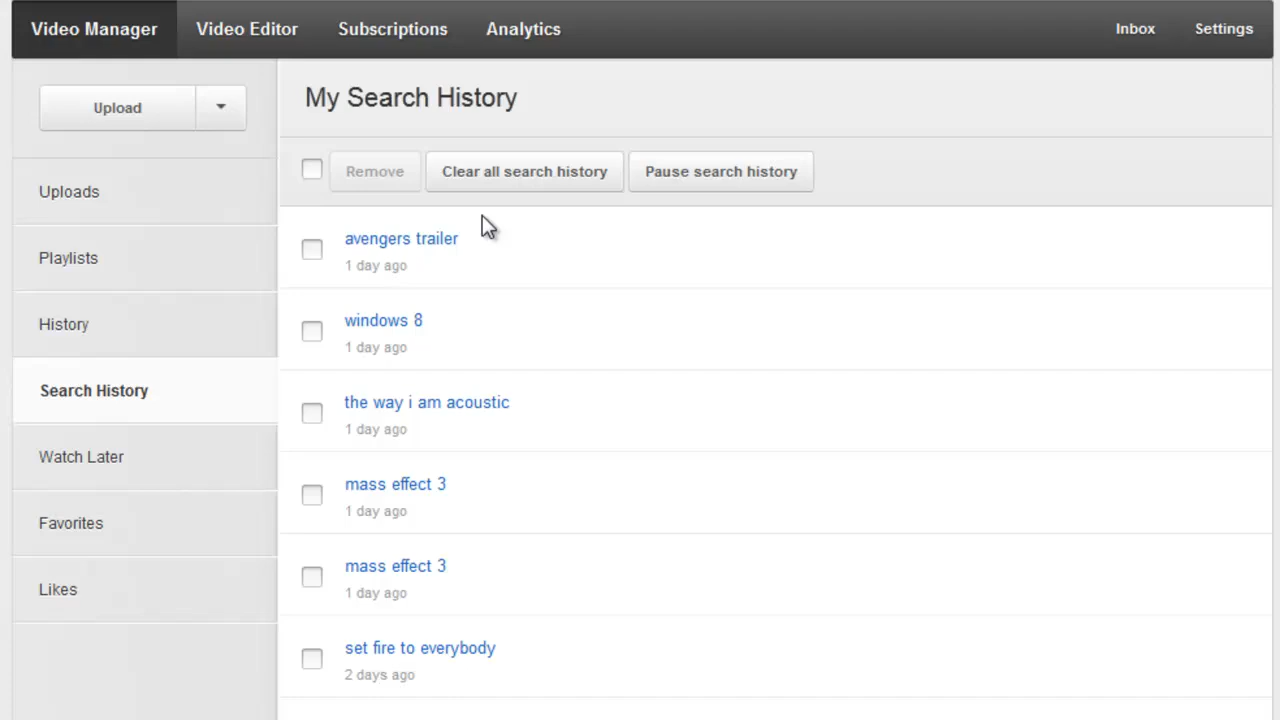 Video Manager Video Editor Subscriptions Analytics Inbox Settings
Upload
My Search History
Remove Clear all search history Pause search history
Uploads
Playlists
History
Search History
Watch Later
Favorites
Likes
avengers trailer
1 day ago
windows 8
1 day ago
the way i am acoustic
1 day ago
mass effect 3
1 day ago
mass effect 3
1 day ago
set fire to everybody
2 days ago